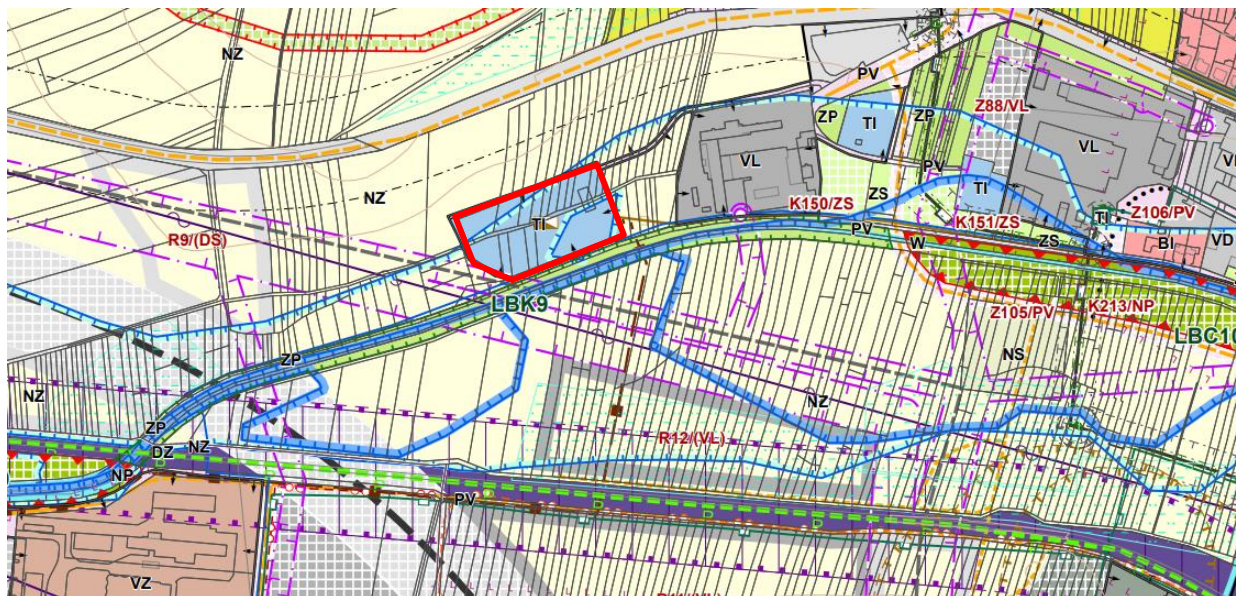 NZ
PV
Z88/VL
ZP
TI
ZP
VL
VL
PV
NZ
ZS
TI
K150/ZS
K151/ZS
TI
Z106/PV
TI
R9/(DS)
PV
ZS
BI
VD
W
LBK9
Z105/PV
K213/NP
LBC10
ZP
NS
NZ
NZ
ZP
R12/(VL)
DZ
NZ
NP
PV
VZ